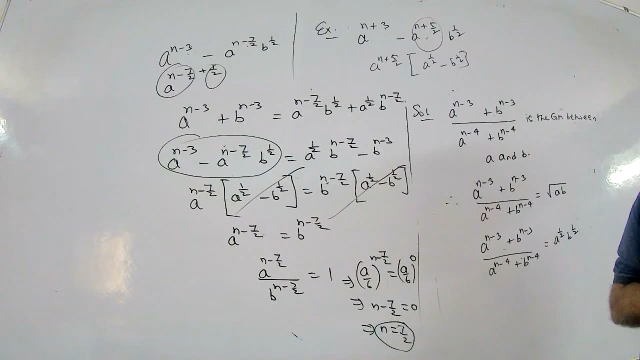 a^{n-3} - a^{n-7/2} b^{1/2}
a^{n-7/2+1/2}
a^{n-3} + b^{n-3} = a^{n-7/2} b^{1/2} + a^{1/2} b^{n-7/2}
a^{n-3} - a^{n-7/2} b^{1/2} = a^{1/2} b^{n-7/2} - b^{n-3}
a^{n-7/2} [a^{1/2} - b^{1/2}] = b^{n-7/2} [a^{1/2} - b^{1/2}]
a^{n-7/2} = b^{n-7/2}
a^{n-7/2} / b^{n-7/2} = 1 ⇒ (a/b)^{n-7/2} = (a/b)^0
⇒ n-7/2 = 0
⇒ n = 7/2
Ex. a^{n+3} - a^{n+5/2} b^{1/2}
a^{n+5/2} [a^{1/2} - b^{1/2}]
Sol (a^{n-3} + b^{n-3}) / (a^{n-4} + b^{n-4}) is the Gm between
a and b.
∴ (a^{n-3} + b^{n-3}) / (a^{n-4} + b^{n-4}) = √ab
(a^{n-3} + b^{n-3}) / (a^{n-4} + b^{n-4}) = a^{1/2} b^{1/2}